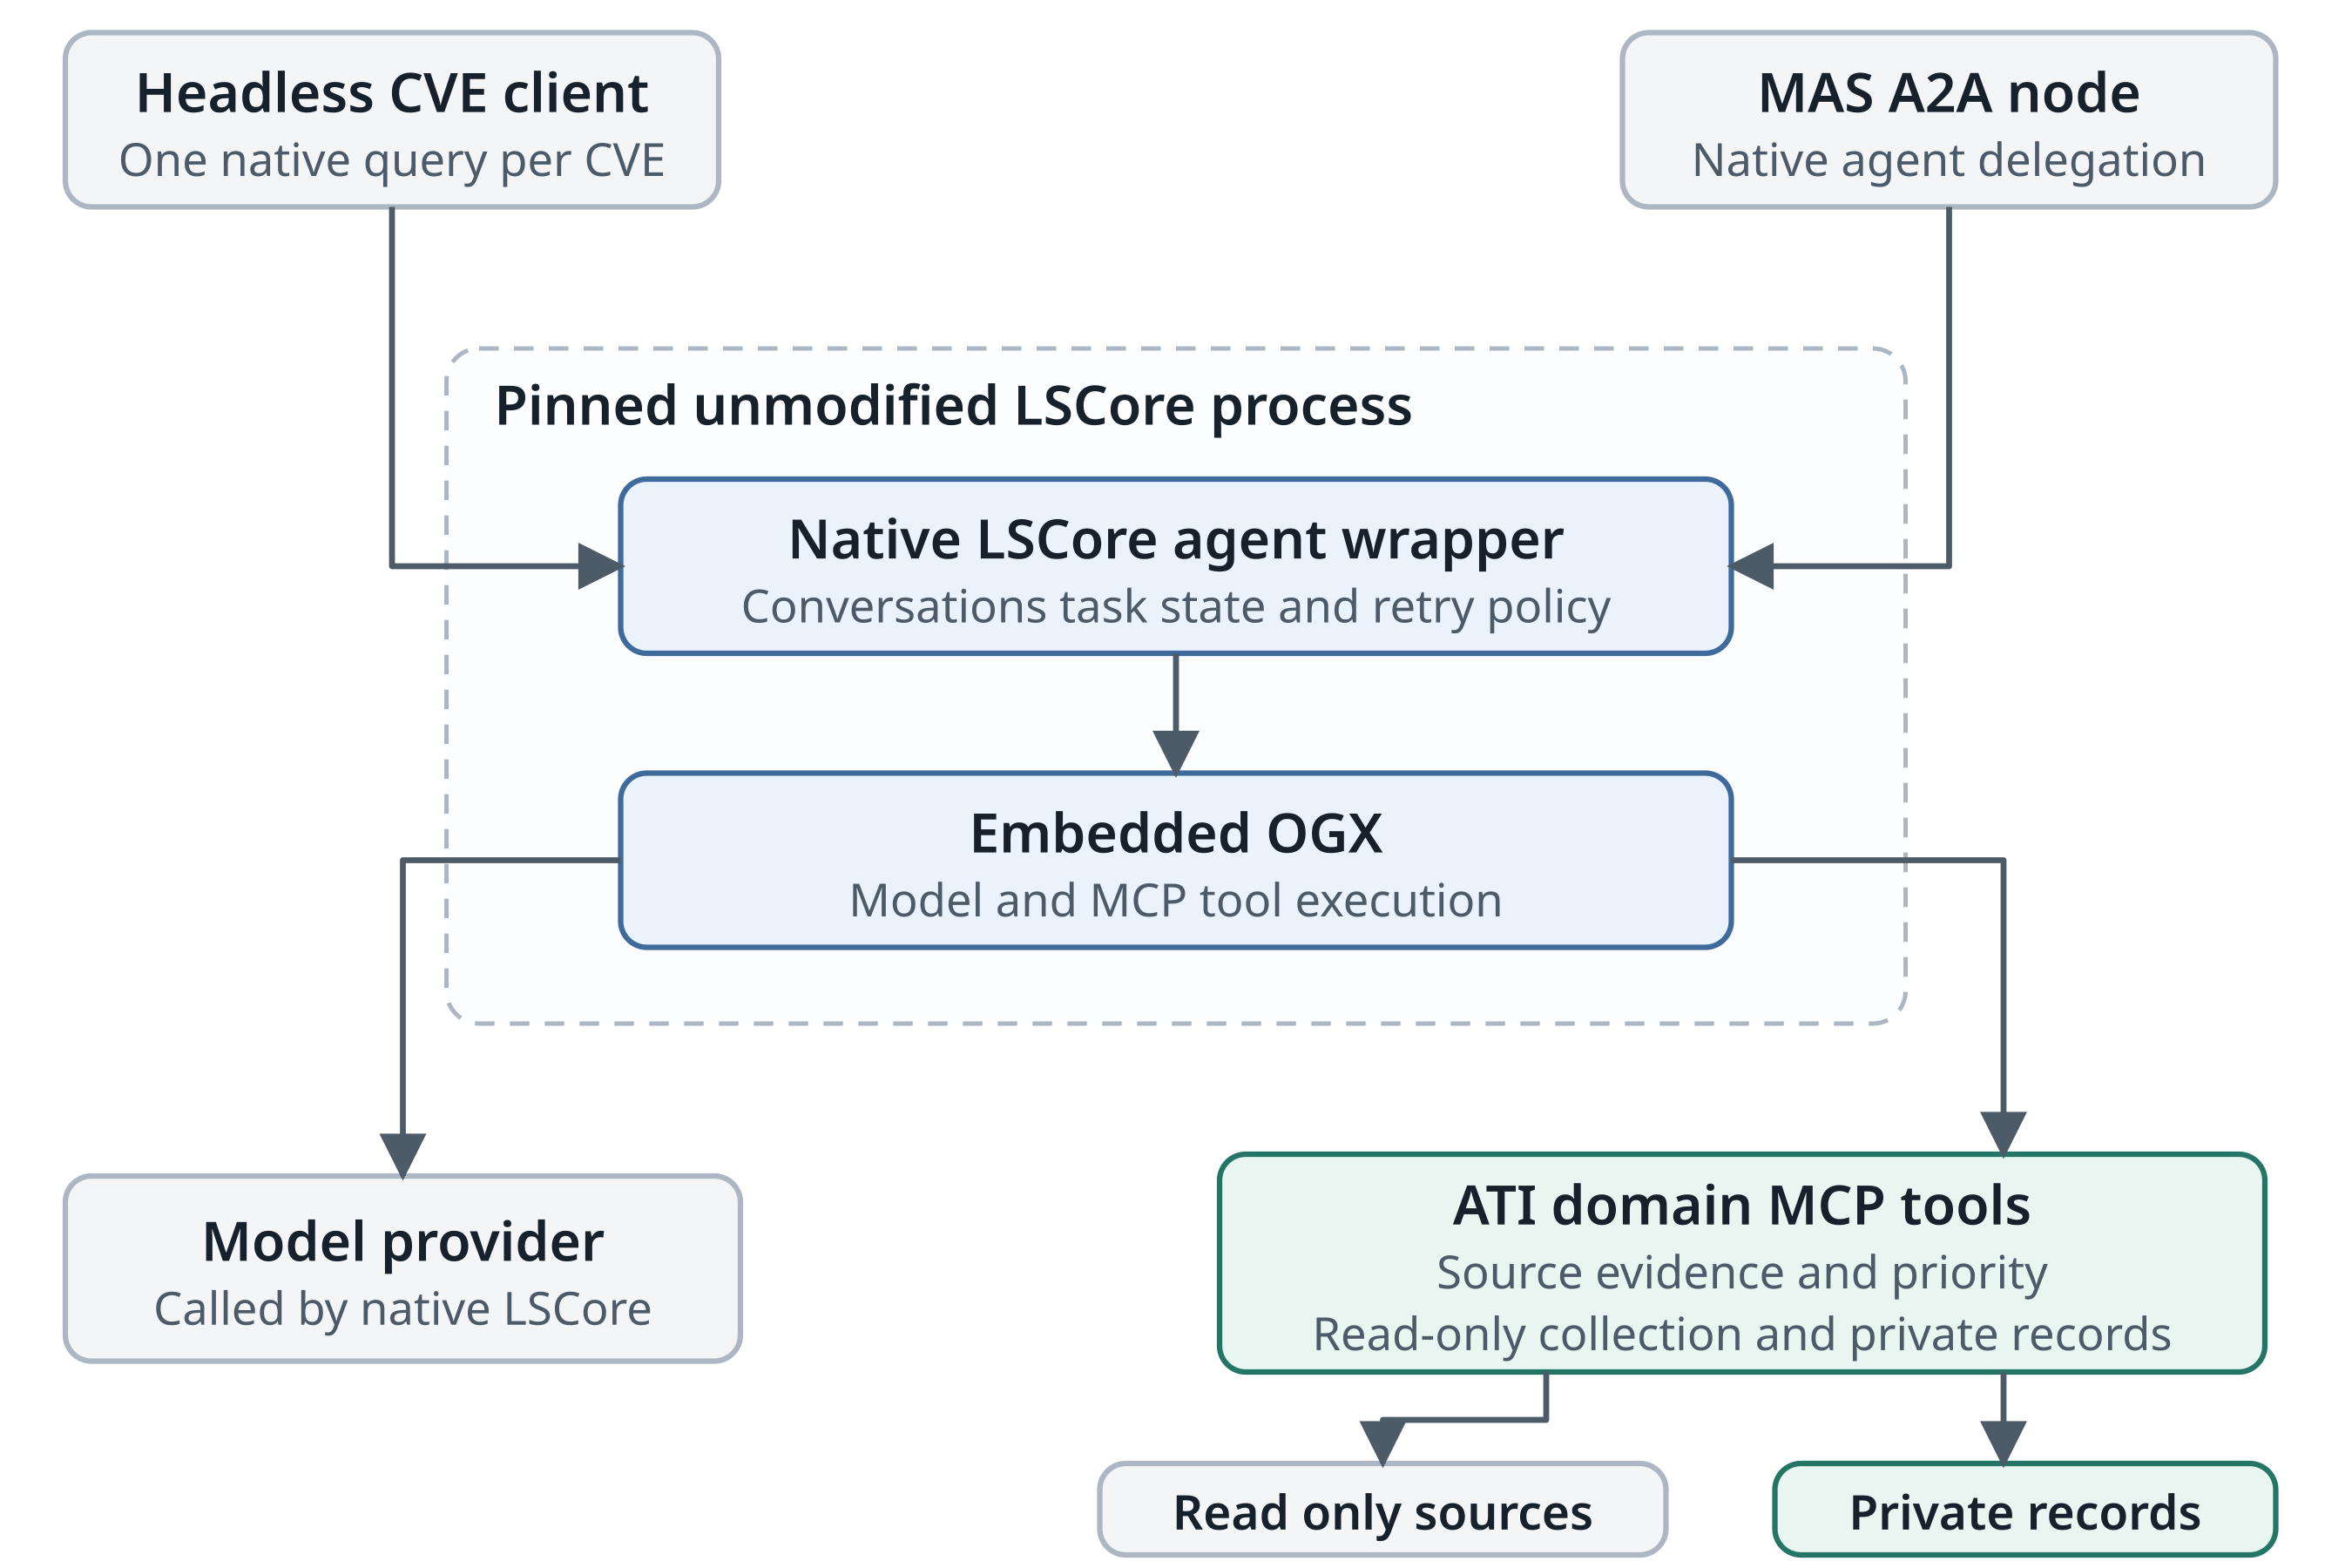 Headless CVE client
One native query per CVE
MAS A2A node
Native agent delegation
Pinned unmodified LSCore process
Native LSCore agent wrapper
Conversations task state and retry policy
Embedded OGX
Model and MCP tool execution
Model provider
Called by native LSCore
ATI domain MCP tools
Source evidence and priority
Read-only collection and private records
Read only sources
Private records